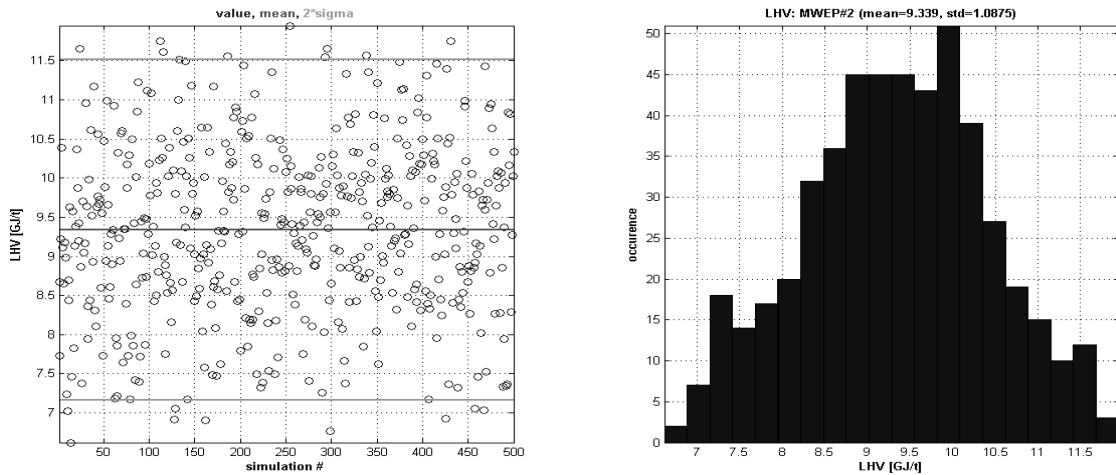 value, mean, 2*sigma
11.5
11
10.5
10
9.5
9
8.5
8
7.5
7
LHV [GJ/t]
50 100 150 200 250 300 350 400 450 500
simulation #
LHV: MWEP#2 (mean=9.339, std=1.0875)
50
45
40
35
30
25
20
15
10
5
0
occurence
7 7.5 8 8.5 9 9.5 10 10.5 11 11.5
LHV [GJ/t]